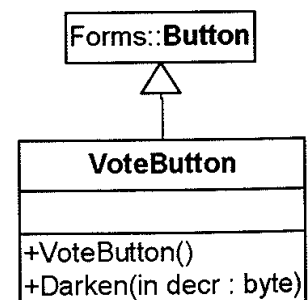 Forms::Button
VoteButton
+VoteButton()
+Darken(in decr : byte)